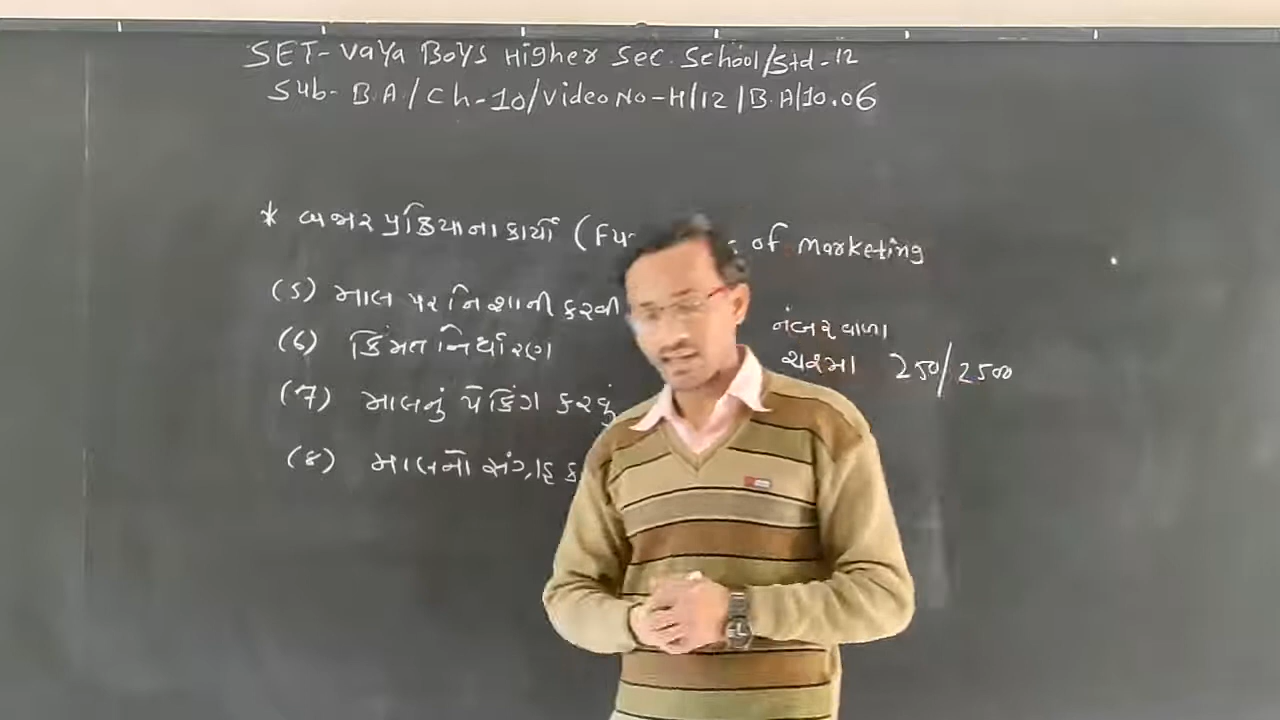 SET- Vaya Boys Higher Sec. School/Std-12
Sub- B.A/Ch-10/Video No-H/12/B.A/10.06
* બજાર પ્રક્રિયાના કાર્યો (Fu of Marketing
(5) માલ પર નિશાની કરવી
(6) કિંમત નિર્ધારણ
(7) માલનું પેકિંગ કરવું
(8) માલનો સંગ્રહ ક
નંબર વાળા
ચશ્મા 250/2500